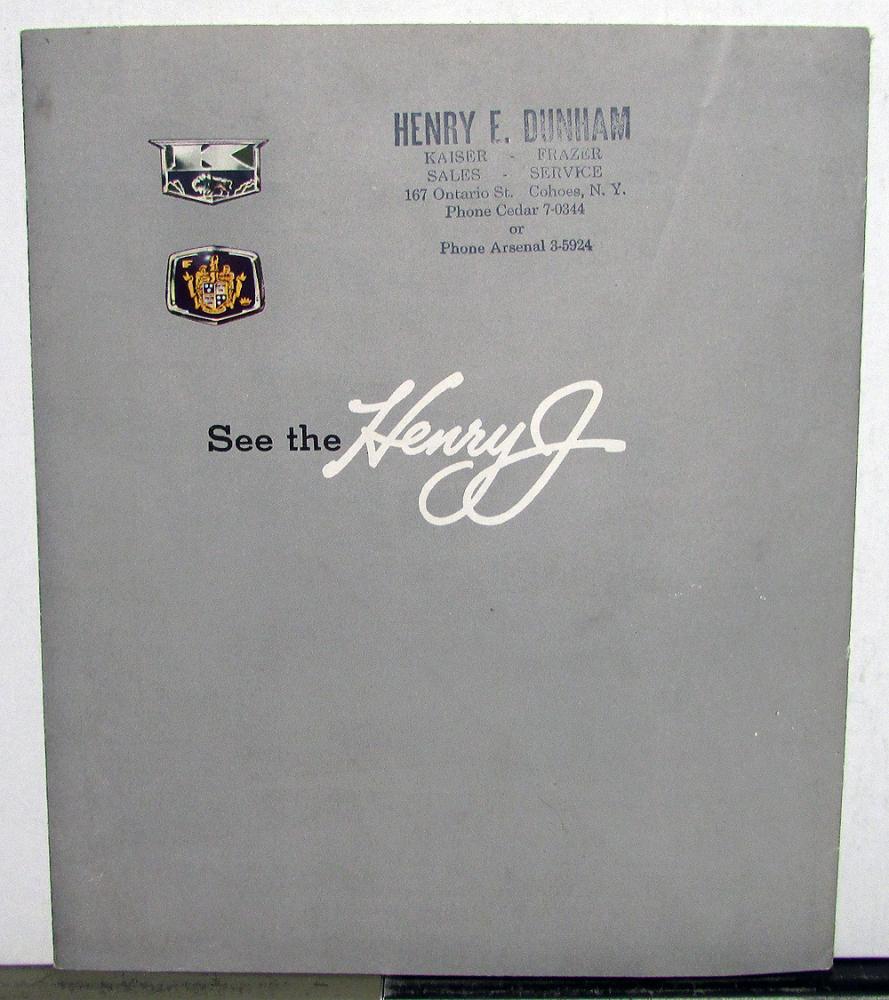 HENRY E. DUNHAM
KAISER - FRAZER
SALES - SERVICE
167 Ontario St. Cohoes, N. Y.
Phone Cedar 7-0344
or
Phone Arsenal 3-5924
K
F
See the Henry J